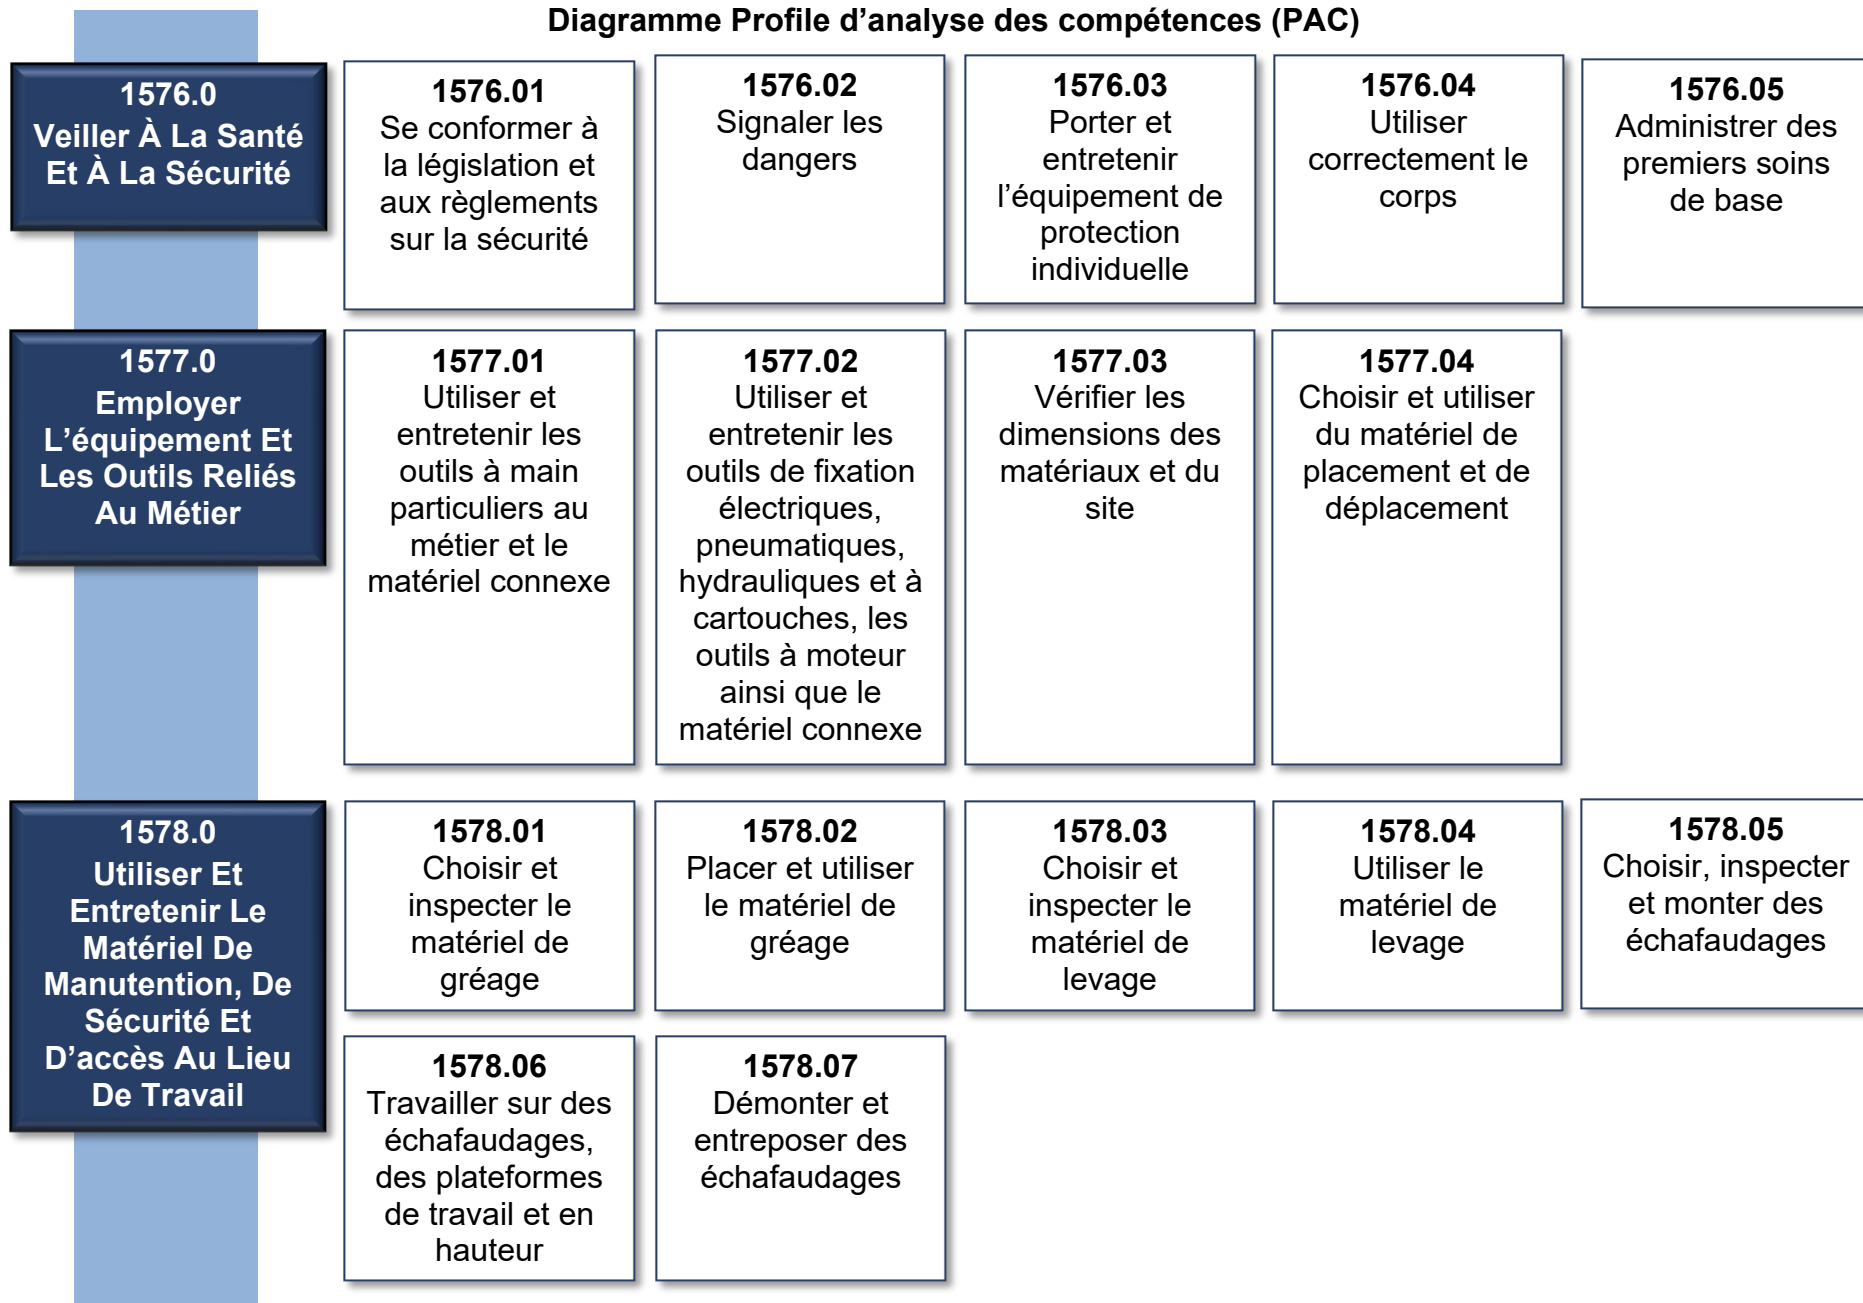 Diagramme Profile d’analyse des compétences (PAC)
1576.0
Veiller À La Santé
Et À La Sécurité
1576.01
Se conformer à
la législation et
aux règlements
sur la sécurité
1576.02
Signaler les
dangers
1576.03
Porter et
entretenir
l’équipement de
protection
individuelle
1576.04
Utiliser
correctement le
corps
1576.05
Administrer des
premiers soins
de base
1577.0
Employer
L’équipement Et
Les Outils Reliés
Au Métier
1577.01
Utiliser et
entretenir les
outils à main
particuliers au
métier et le
matériel connexe
1577.02
Utiliser et
entretenir les
outils de fixation
électriques,
pneumatiques,
hydrauliques et à
cartouches, les
outils à moteur
ainsi que le
matériel connexe
1577.03
Vérifier les
dimensions des
matériaux et du
site
1577.04
Choisir et utiliser
du matériel de
placement et de
déplacement
1578.0
Utiliser Et
Entretenir Le
Matériel De
Manutention, De
Sécurité Et
D’accès Au Lieu
De Travail
1578.01
Choisir et
inspecter le
matériel de
gréage
1578.02
Placer et utiliser
le matériel de
gréage
1578.03
Choisir et
inspecter le
matériel de
levage
1578.04
Utiliser le
matériel de
levage
1578.05
Choisir, inspecter
et monter des
échafaudages
1578.06
Travailler sur des
échafaudages,
des plateformes
de travail et en
hauteur
1578.07
Démonter et
entreposer des
échafaudages